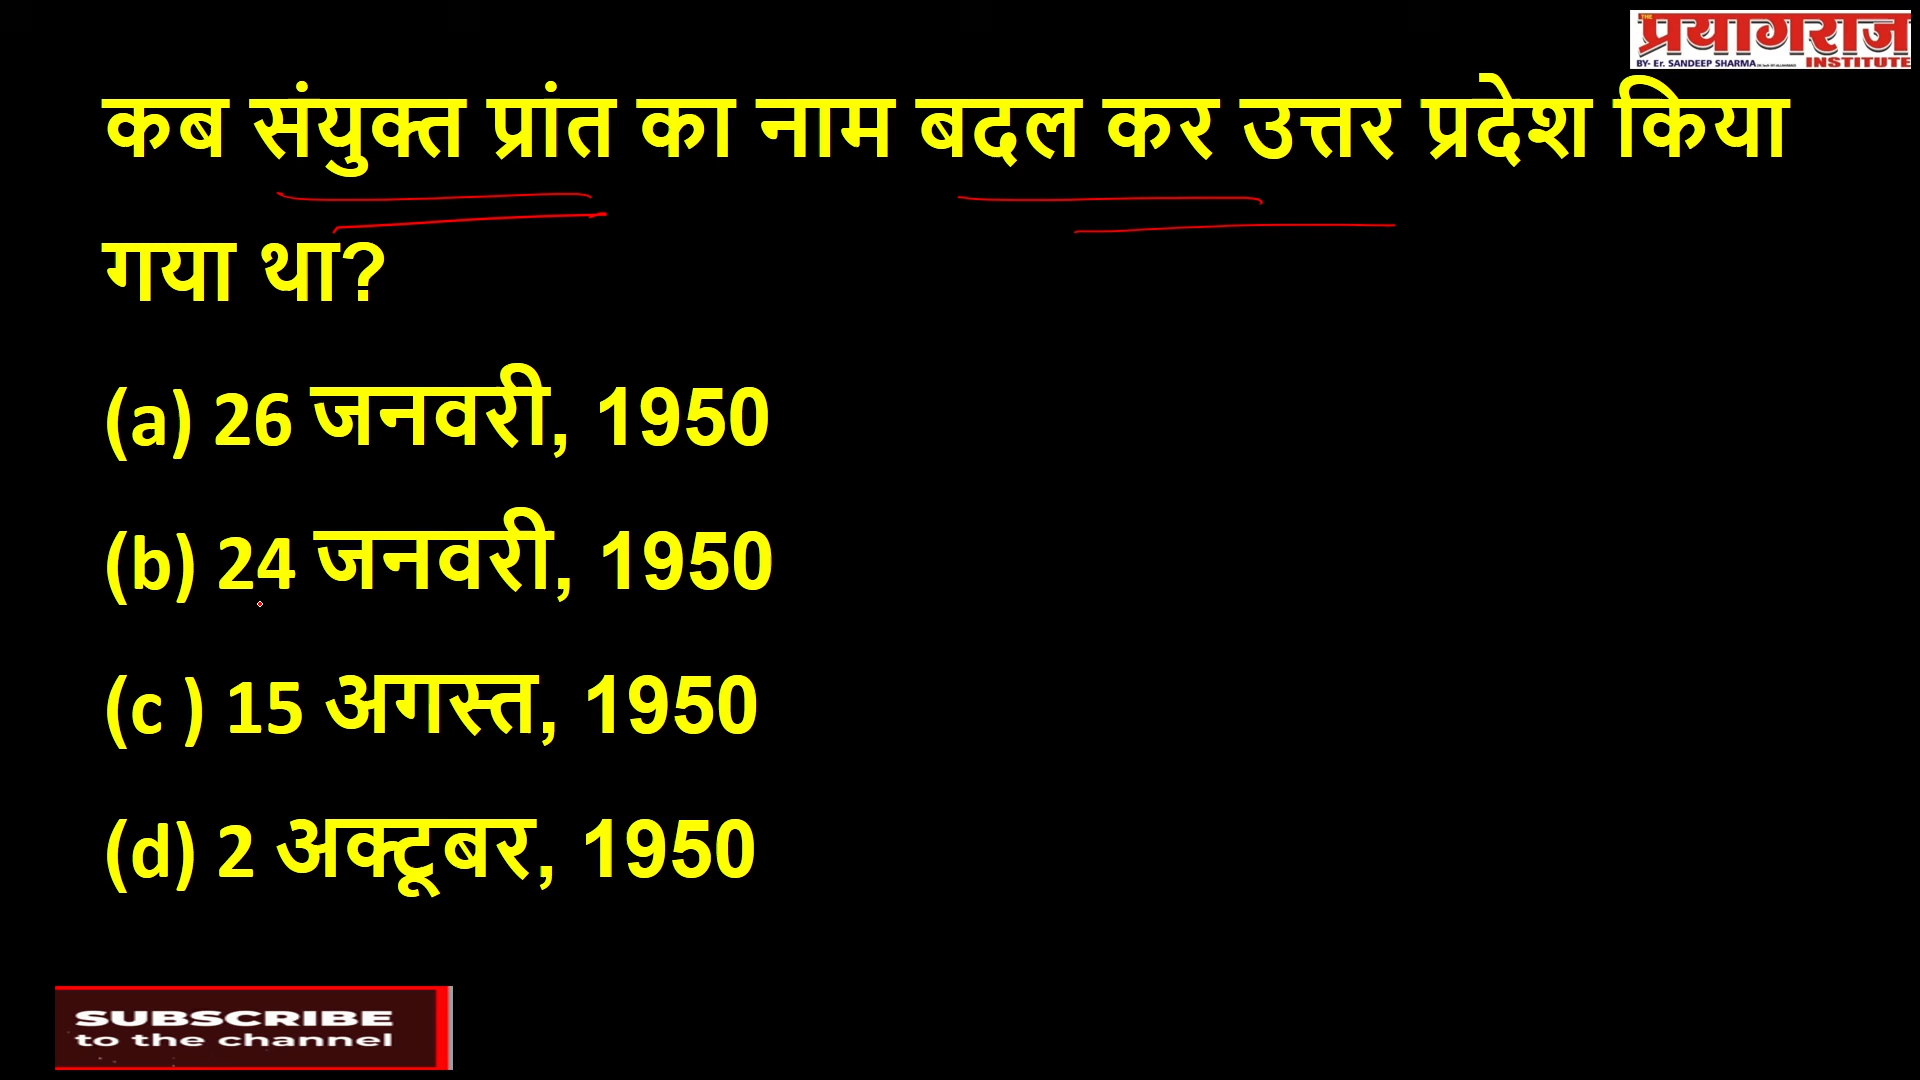 THE प्रयागराज
BY- Er. SANDEEP SHARMA INSTITUTE
कब संयुक्त प्रांत का नाम बदल कर उत्तर प्रदेश किया
गया था?
(a) 26 जनवरी, 1950
(b) 24 जनवरी, 1950
(c ) 15 अगस्त, 1950
(d) 2 अक्टूबर, 1950
SUBSCRIBE
to the channel